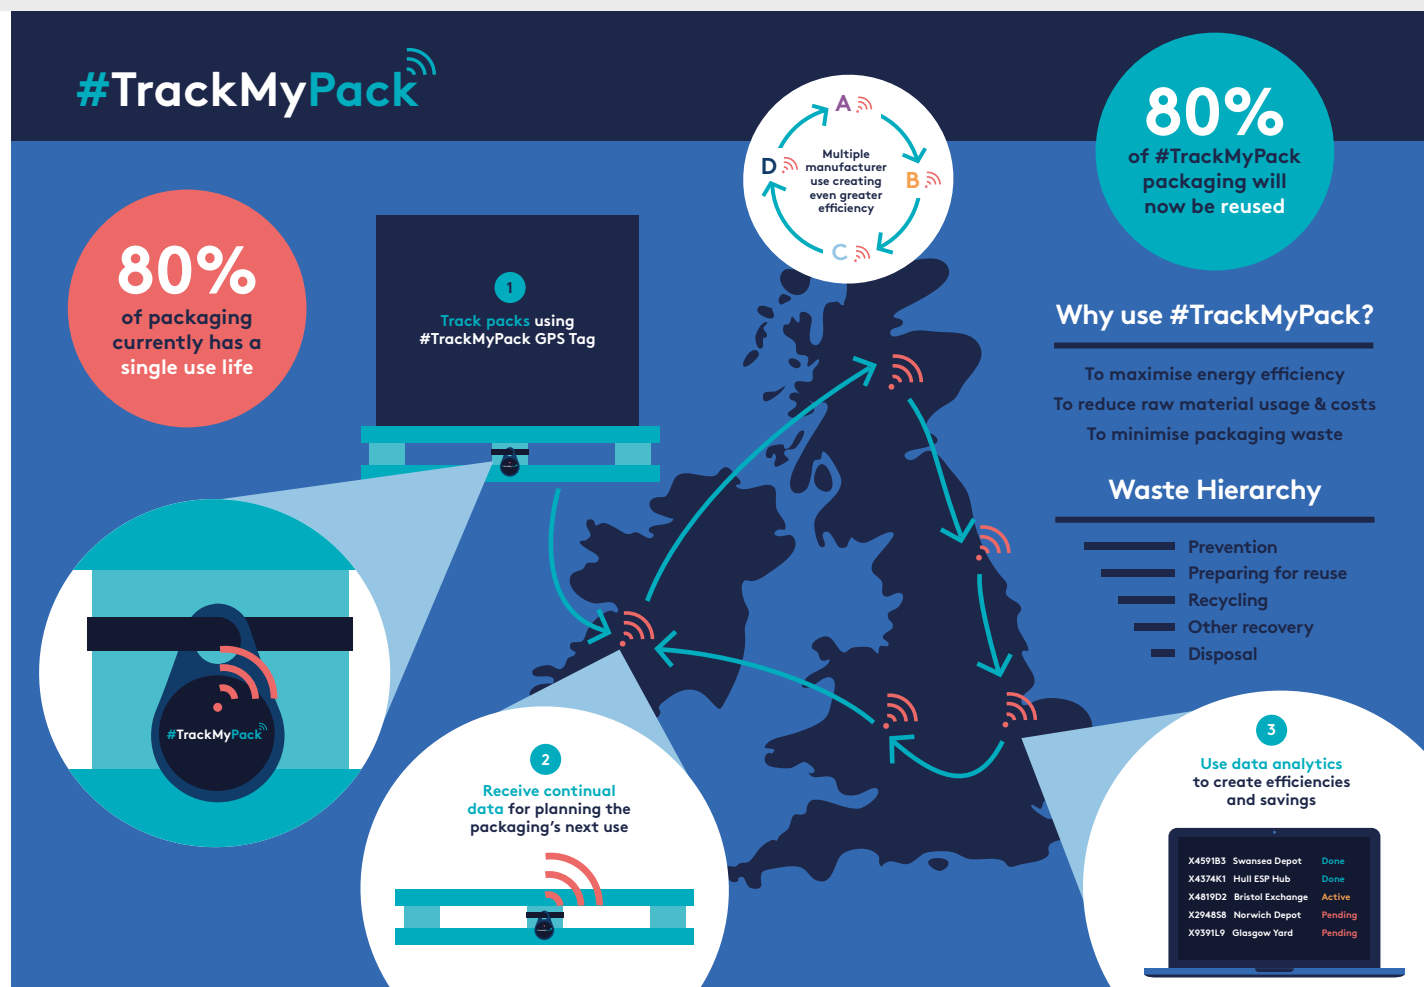 #TrackMyPack
80%
of packaging
currently has a
single use life
1
Track packs using
#TrackMyPack GPS Tag
A
B
C
D
Multiple
manufacturer
use creating
even greater
efficiency
80%
of #TrackMyPack
packaging will
now be reused
Why use #TrackMyPack?
To maximise energy efficiency
To reduce raw material usage & costs
To minimise packaging waste
Waste Hierarchy
Prevention
Preparing for reuse
Recycling
Other recovery
Disposal
#TrackMyPack
2
Receive continual
data for planning the
packaging's next use
3
Use data analytics
to create efficiencies
and savings
X4591B3 Swansea Depot Done
X4374K1 Hull ESP Hub Done
X4819D2 Bristol Exchange Active
X2948S8 Norwich Depot Pending
X9391L9 Glasgow Yard Pending